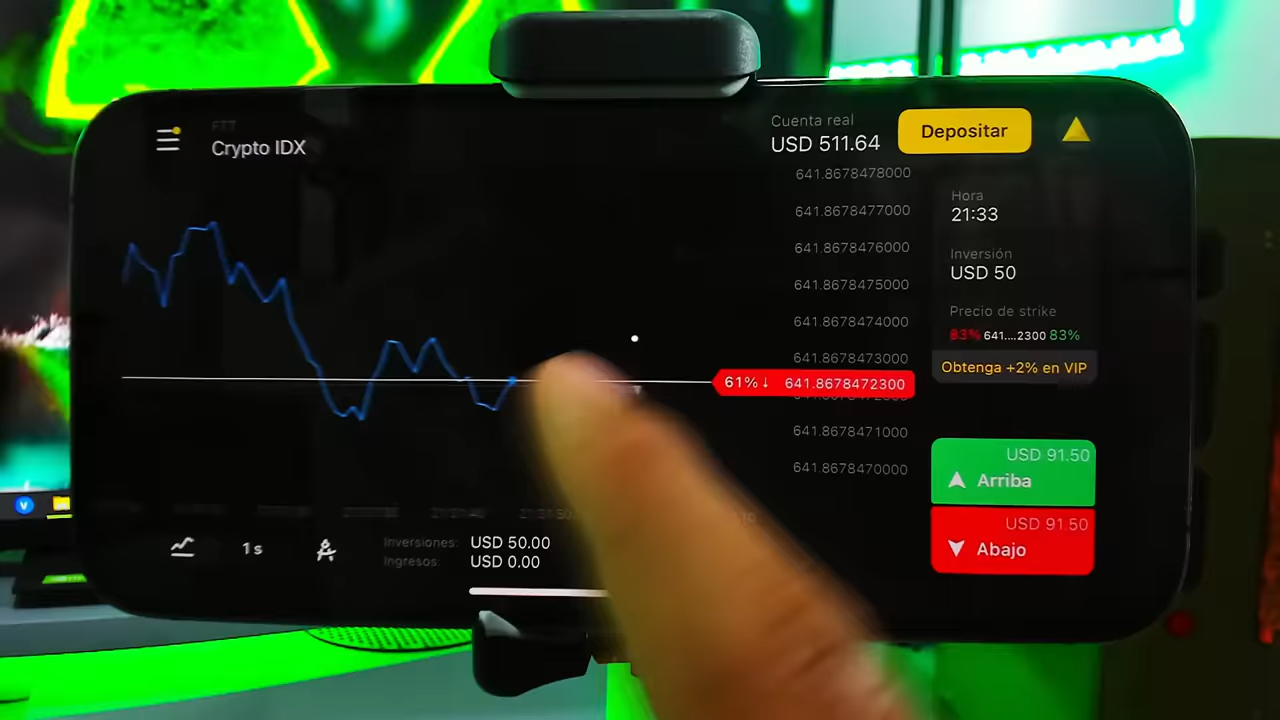 FTT
Crypto IDX
Cuenta real
USD 511.64
Depositar
641.8678478000
641.8678477000
641.8678476000
641.8678475000
641.8678474000
641.8678473000
61%↓ 641.8678472300
641.8678471000
641.8678470000
Hora
21:33
Inversión
USD 50
Precio de strike
83% 641....2300 83%
Obtenga +2% en VIP
USD 91.50
Arriba
USD 91.50
Abajo
1 s
Inversiones: USD 50.00
Ingresos: USD 0.00